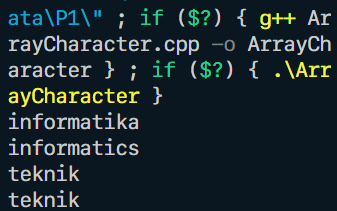 ata\P1\" ; if ($?) { g++ Ar
rayCharacter.cpp -o ArrayCh
aracter } ; if ($?) { .\Arr
ayCharacter }
informatika
informatics
teknik
teknik